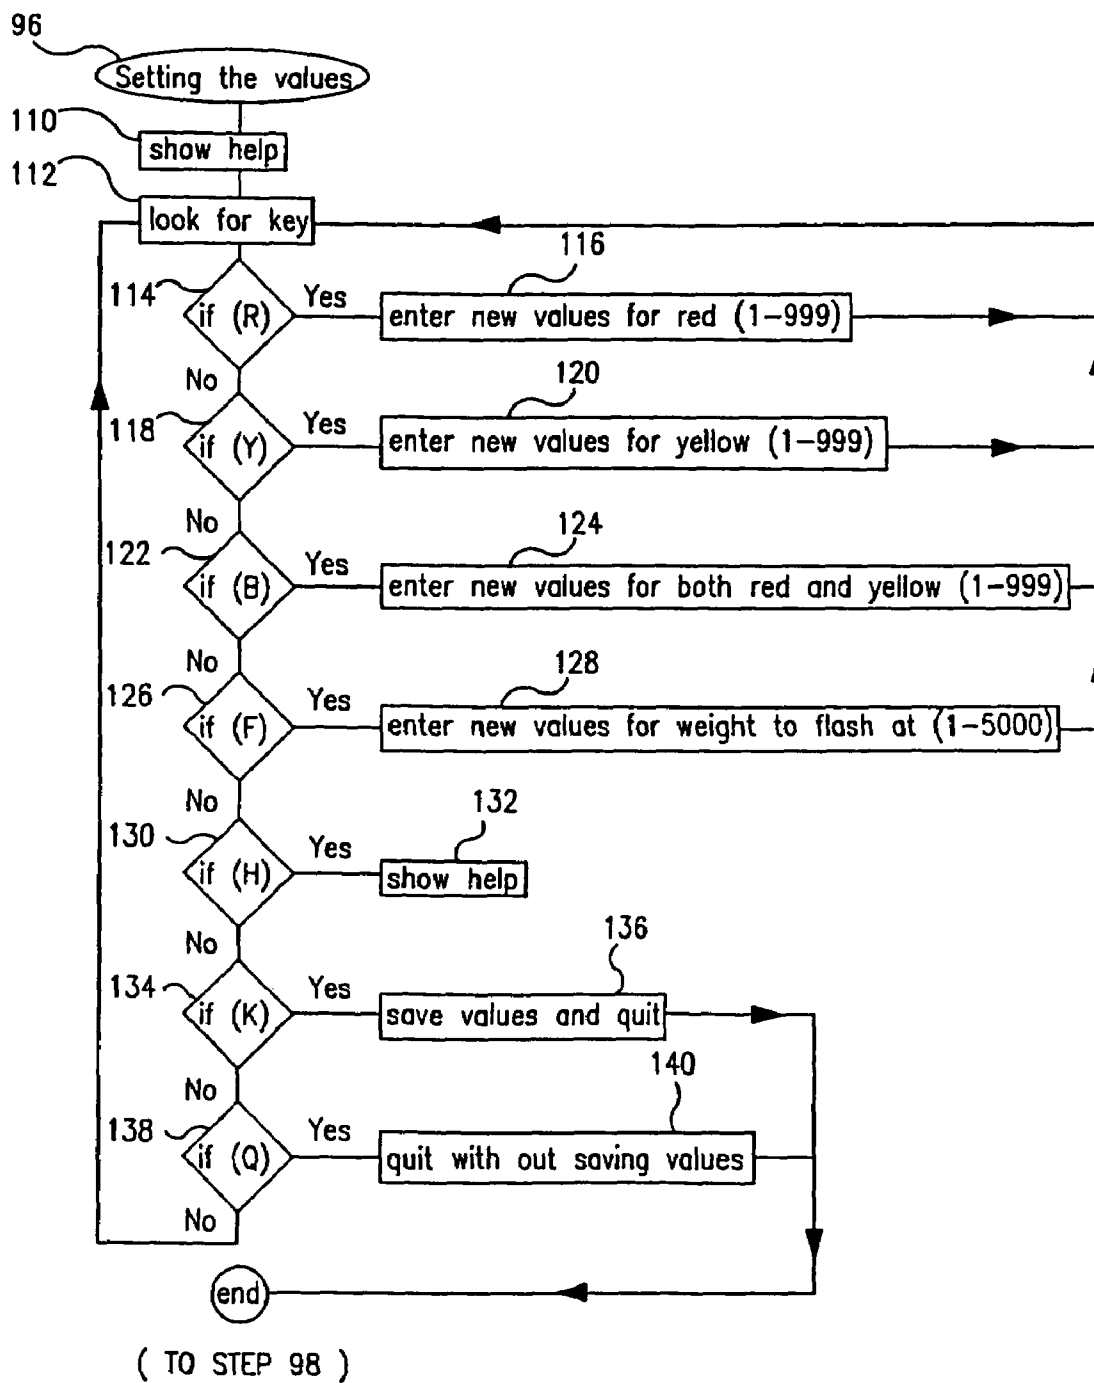 96
Setting the values
110
show help
112
look for key
114
if (R)
Yes
116
enter new values for red (1-999)
No
118
if (Y)
Yes
120
enter new values for yellow (1-999)
No
122
if (B)
Yes
124
enter new values for both red and yellow (1-999)
No
126
if (F)
Yes
128
enter new values for weight to flash at (1-5000)
No
130
if (H)
Yes
132
show help
No
134
if (K)
Yes
136
save values and quit
No
138
if (Q)
Yes
140
quit with out saving values
No
end
( TO STEP 98 )